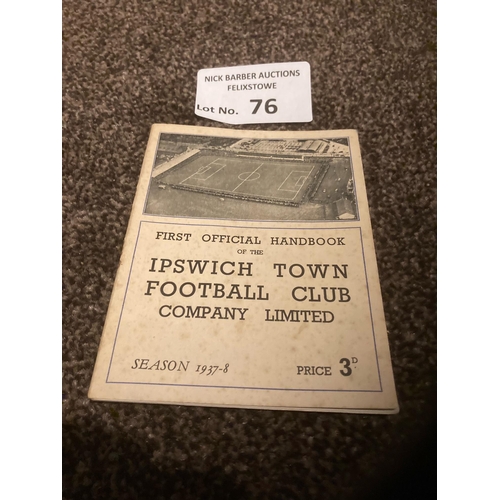 NICK BARBER AUCTIONS
FELIXSTOWE
Lot No. 76
FIRST OFFICIAL HANDBOOK
OF THE
IPSWICH TOWN
FOOTBALL CLUB
COMPANY LIMITED
SEASON 1937-8 PRICE 3D